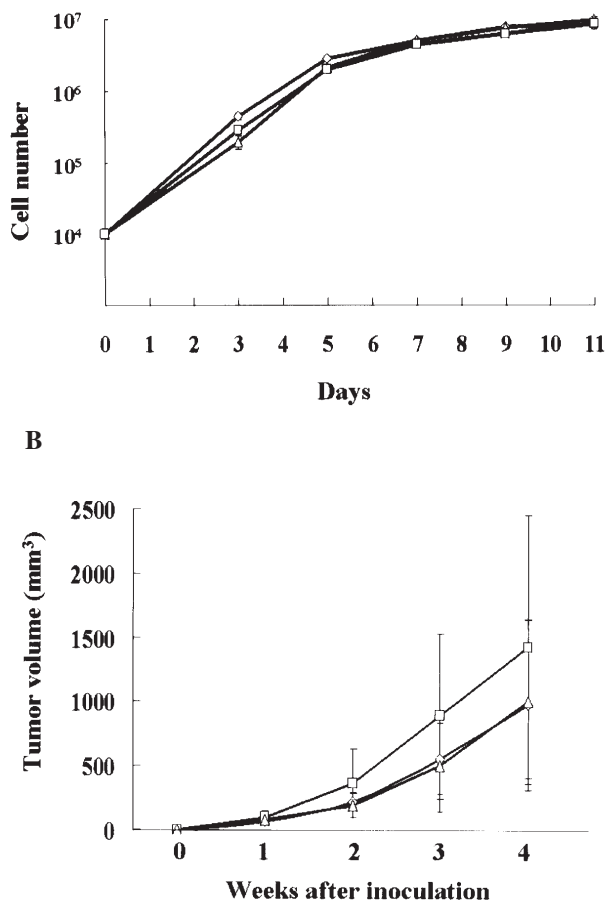 10⁷
10⁶
10⁵
10⁴
Cell number
0 1 2 3 4 5 6 7 8 9 10 11
Days
B
2500
2000
1500
1000
500
0
Tumor volume (mm³)
0 1 2 3 4
Weeks after inoculation